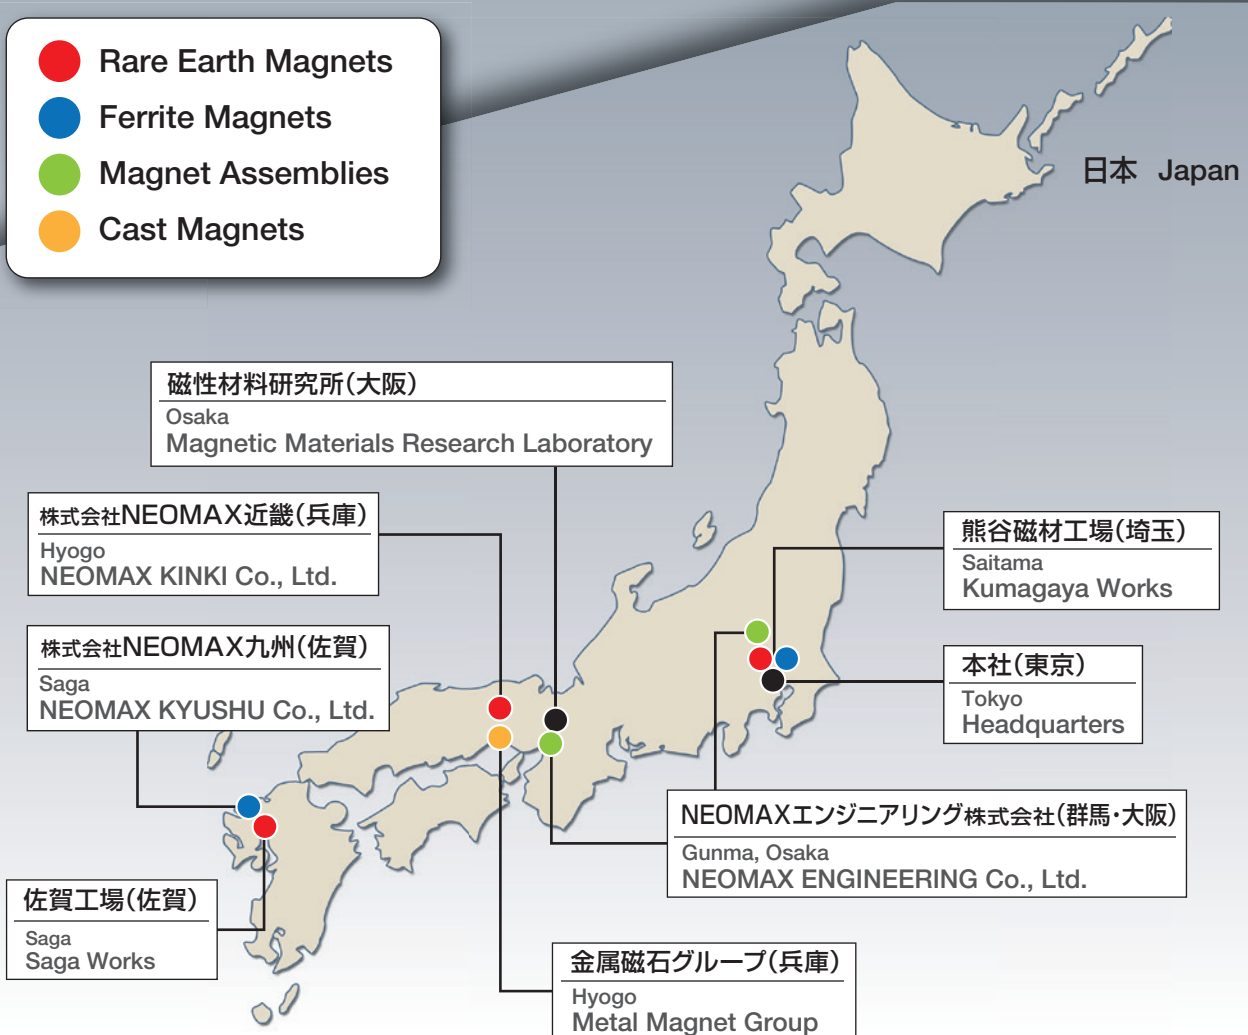 Rare Earth Magnets
Ferrite Magnets
Magnet Assemblies
Cast Magnets
日本 Japan
磁性材料研究所(大阪)
Osaka
Magnetic Materials Research Laboratory
株式会社NEOMAX近畿(兵庫)
Hyogo
NEOMAX KINKI Co., Ltd.
株式会社NEOMAX九州(佐賀)
Saga
NEOMAX KYUSHU Co., Ltd.
熊谷磁材工場(埼玉)
Saitama
Kumagaya Works
本社(東京)
Tokyo
Headquarters
NEOMAXエンジニアリング株式会社(群馬・大阪)
Gunma, Osaka
NEOMAX ENGINEERING Co., Ltd.
佐賀工場(佐賀)
Saga
Saga Works
金属磁石グループ(兵庫)
Hyogo
Metal Magnet Group